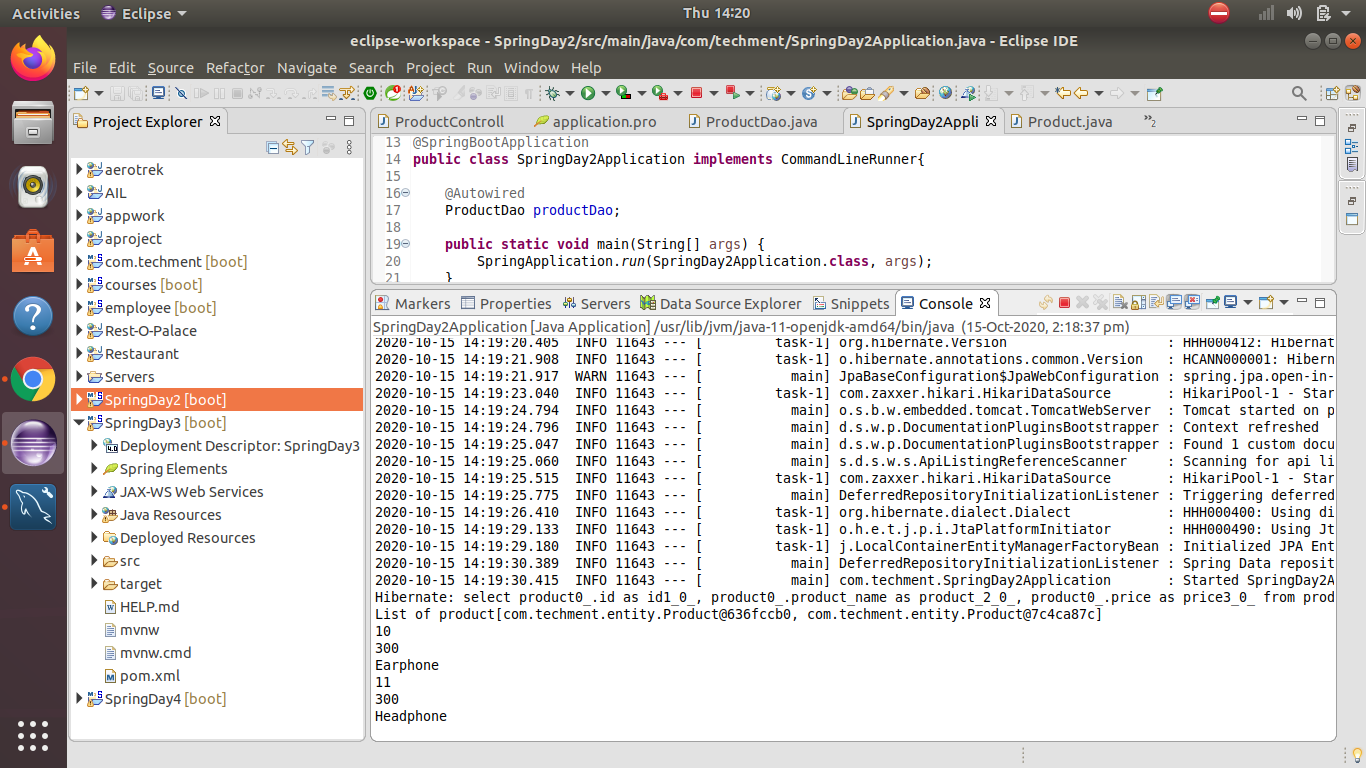 Activities
Eclipse
Thu 14:20
eclipse-workspace - SpringDay2/src/main/java/com/techment/SpringDay2Application.java - Eclipse IDE
File Edit Source Refactor Navigate Search Project Run Window Help
Project Explorer
aerotrek
AIL
appwork
aproject
com.techment [boot]
courses [boot]
employee [boot]
Rest-O-Palace
Restaurant
Servers
SpringDay2 [boot]
SpringDay3 [boot]
Deployment Descriptor: SpringDay3
Spring Elements
JAX-WS Web Services
Java Resources
Deployed Resources
src
target
HELP.md
mvnw
mvnw.cmd
pom.xml
SpringDay4 [boot]
ProductControll application.pro ProductDao.java SpringDay2Appli Product.java »2
13 @SpringBootApplication
14 public class SpringDay2Application implements CommandLineRunner{
15
16 @Autowired
17 ProductDao productDao;
18
19 public static void main(String[] args) {
20 SpringApplication.run(SpringDay2Application.class, args);
21 }
Markers Properties Servers Data Source Explorer Snippets Console
SpringDay2Application [Java Application] /usr/lib/jvm/java-11-openjdk-amd64/bin/java (15-Oct-2020, 2:18:37 pm)
2020-10-15 14:19:20.405 INFO 11643 --- [ task-1] org.hibernate.Version : HHH000412: Hibernat
2020-10-15 14:19:21.908 INFO 11643 --- [ task-1] o.hibernate.annotations.common.Version : HCANN000001: Hibern
2020-10-15 14:19:21.917 WARN 11643 --- [ main] JpaBaseConfiguration$JpaWebConfiguration : spring.jpa.open-in-
2020-10-15 14:19:23.040 INFO 11643 --- [ task-1] com.zaxxer.hikari.HikariDataSource : HikariPool-1 - Star
2020-10-15 14:19:24.794 INFO 11643 --- [ main] o.s.b.w.embedded.tomcat.TomcatWebServer : Tomcat started on p
2020-10-15 14:19:24.796 INFO 11643 --- [ main] d.s.w.p.DocumentationPluginsBootstrapper : Context refreshed
2020-10-15 14:19:25.047 INFO 11643 --- [ main] d.s.w.p.DocumentationPluginsBootstrapper : Found 1 custom docu
2020-10-15 14:19:25.060 INFO 11643 --- [ main] s.d.s.w.s.ApiListingReferenceScanner : Scanning for api li
2020-10-15 14:19:25.515 INFO 11643 --- [ task-1] com.zaxxer.hikari.HikariDataSource : HikariPool-1 - Star
2020-10-15 14:19:25.775 INFO 11643 --- [ main] DeferredRepositoryInitializationListener : Triggering deferred
2020-10-15 14:19:26.410 INFO 11643 --- [ task-1] org.hibernate.dialect.Dialect : HHH000400: Using di
2020-10-15 14:19:29.133 INFO 11643 --- [ task-1] o.h.e.t.j.p.i.JtaPlatformInitiator : HHH000490: Using Jt
2020-10-15 14:19:29.180 INFO 11643 --- [ task-1] j.LocalContainerEntityManagerFactoryBean : Initialized JPA Ent
2020-10-15 14:19:30.389 INFO 11643 --- [ main] DeferredRepositoryInitializationListener : Spring Data reposit
2020-10-15 14:19:30.415 INFO 11643 --- [ main] com.techment.SpringDay2Application : Started SpringDay2A
Hibernate: select product0_.id as id1_0_, product0_.product_name as product_2_0_, product0_.price as price3_0_ from prod
List of product[com.techment.entity.Product@636fccb0, com.techment.entity.Product@7c4ca87c]
10
300
Earphone
11
300
Headphone